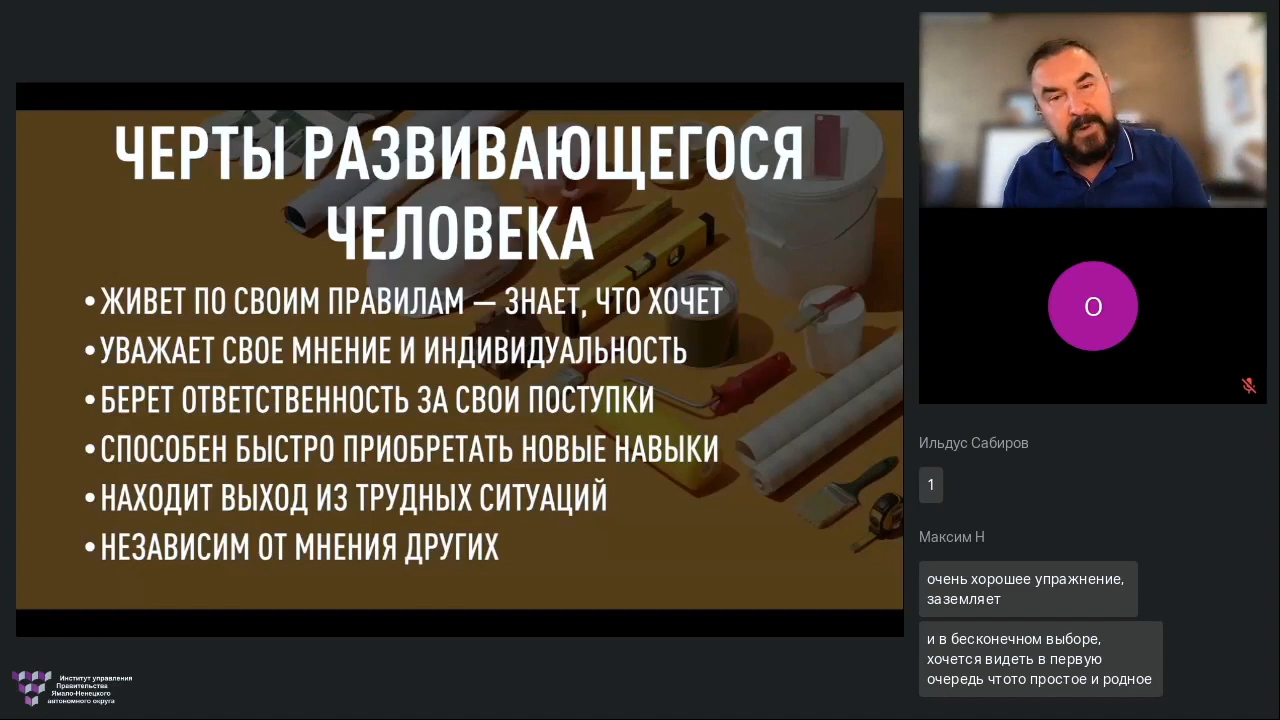 ЧЕРТЫ РАЗВИВАЮЩЕГОСЯ
ЧЕЛОВЕКА
• ЖИВЕТ ПО СВОИМ ПРАВИЛАМ — ЗНАЕТ, ЧТО ХОЧЕТ
• УВАЖАЕТ СВОЕ МНЕНИЕ И ИНДИВИДУАЛЬНОСТЬ
• БЕРЕТ ОТВЕТСТВЕННОСТЬ ЗА СВОИ ПОСТУПКИ
• СПОСОБЕН БЫСТРО ПРИОБРЕТАТЬ НОВЫЕ НАВЫКИ
• НАХОДИТ ВЫХОД ИЗ ТРУДНЫХ СИТУАЦИЙ
• НЕЗАВИСИМ ОТ МНЕНИЯ ДРУГИХ
Институт управления
Правительства
Ямало-Ненецкого
автономного округа
О
Ильдус Сабиров
1
Максим Н
очень хорошее упражнение,
заземляет
и в бесконечном выборе,
хочется видеть в первую
очередь чтото простое и родное